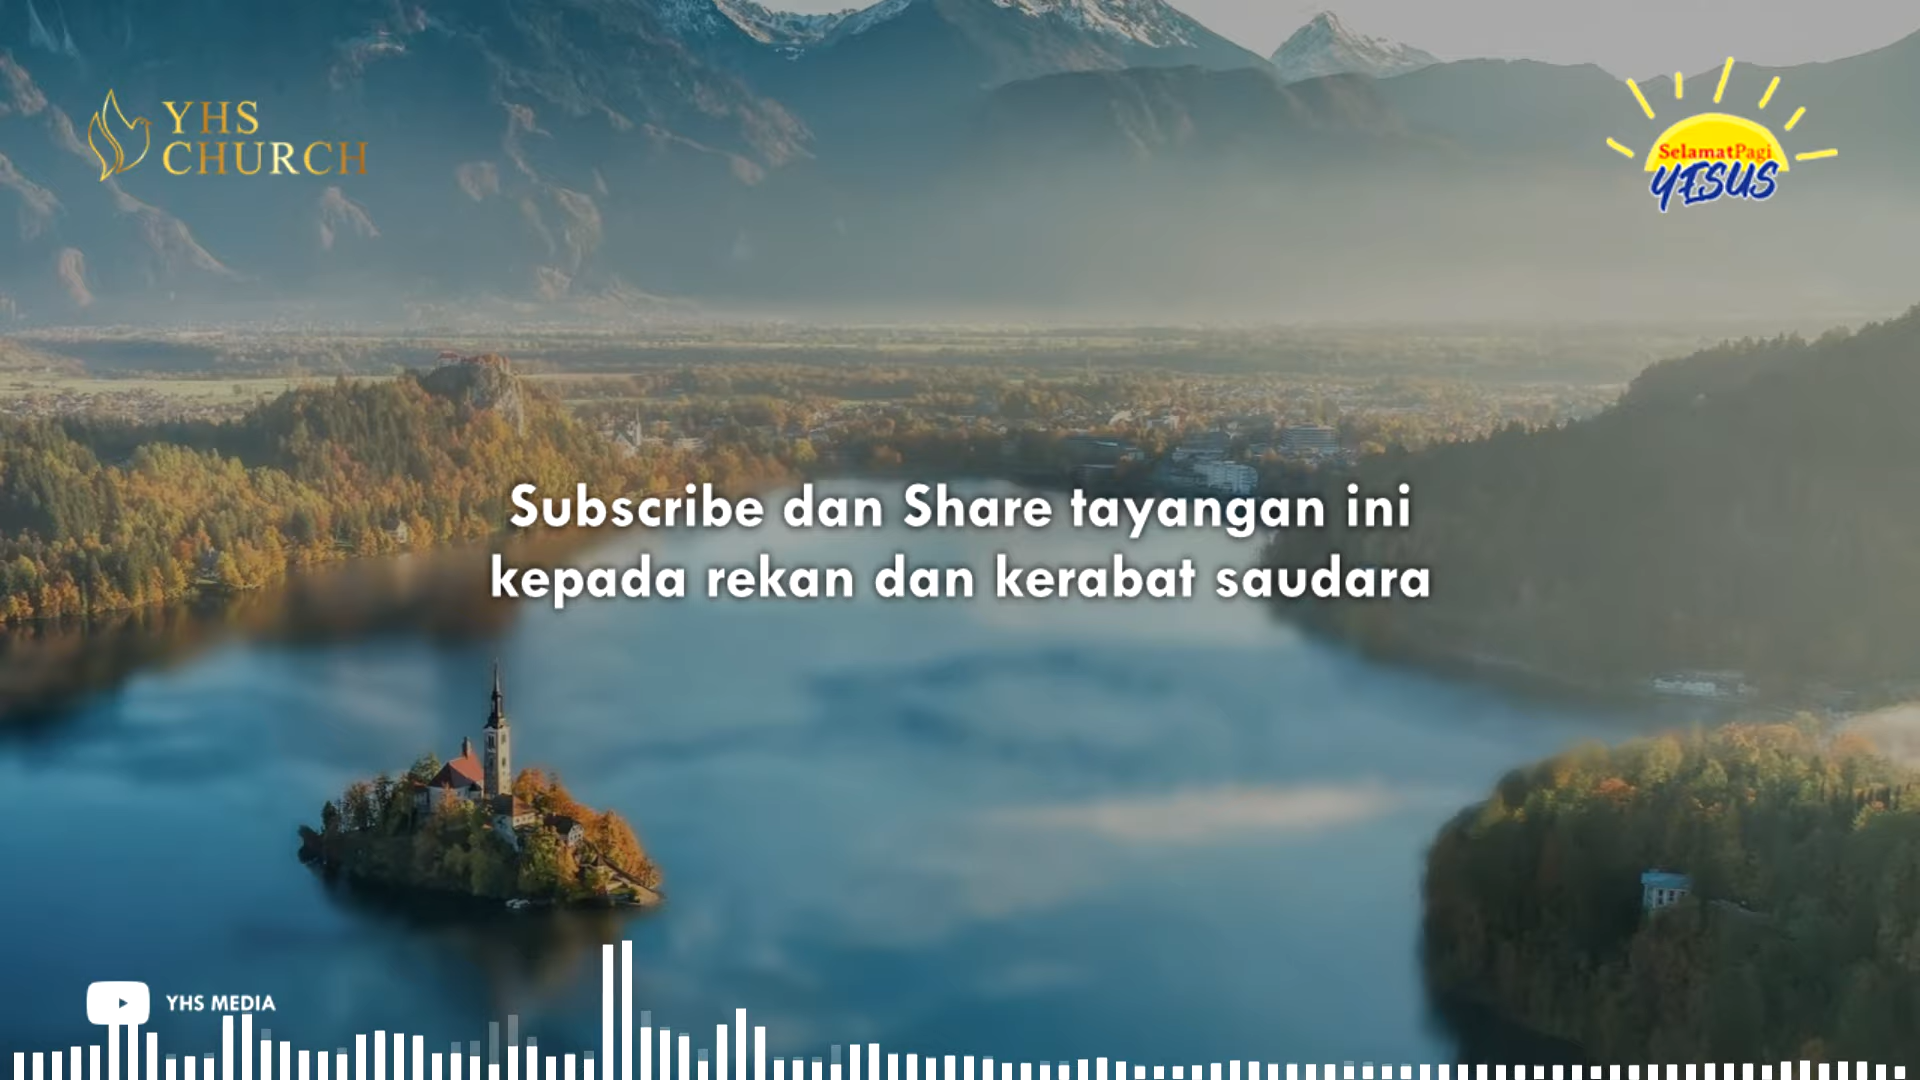 YHS
CHURCH
SelamatPagi
YESUS
Subscribe dan Share tayangan ini
kepada rekan dan kerabat saudara
YHS MEDIA